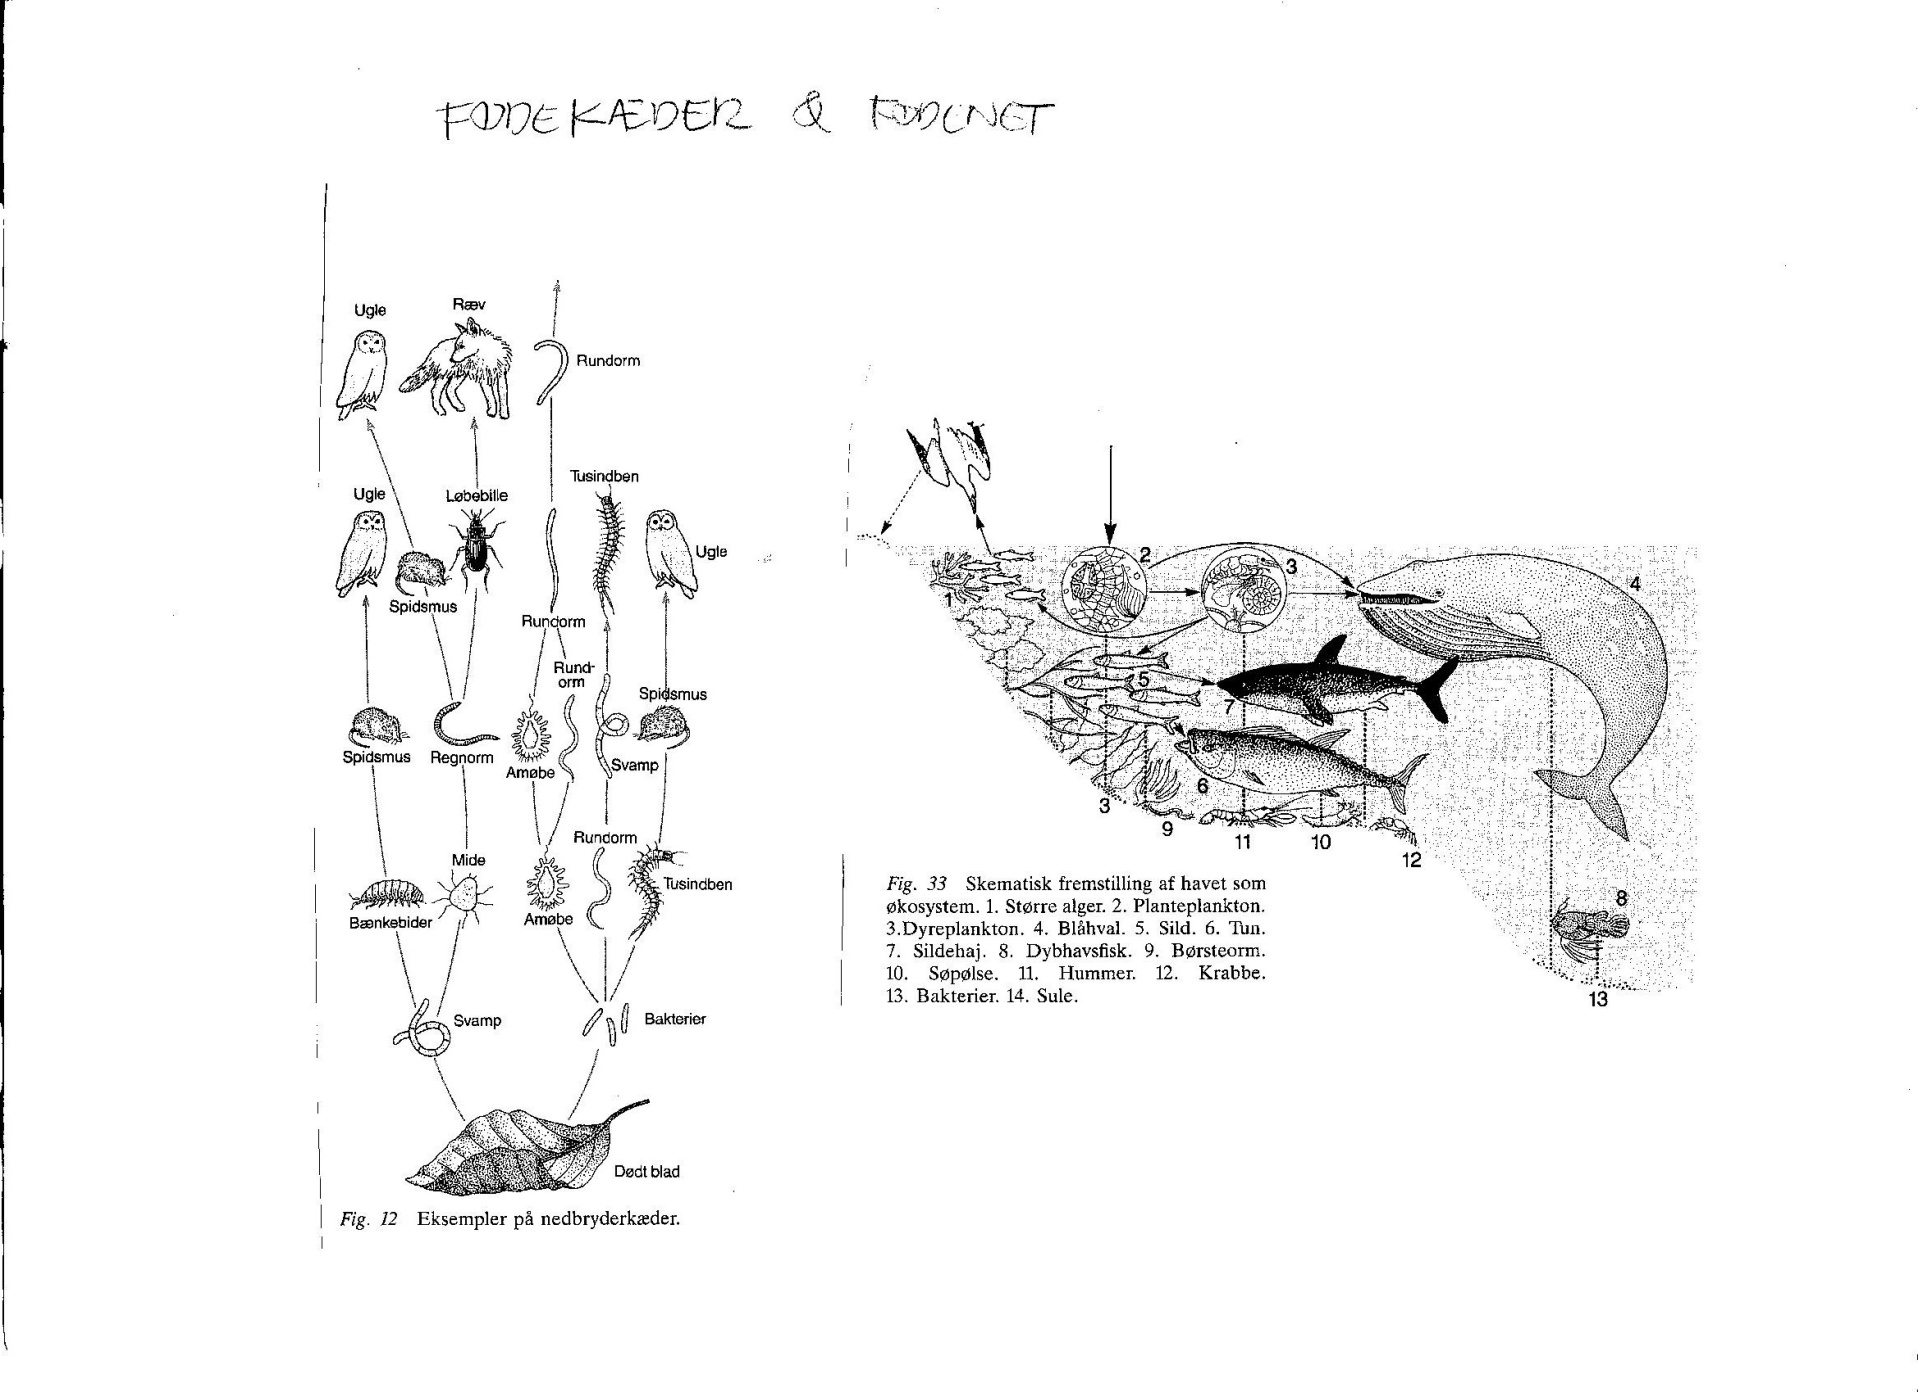 FØDEKÆDER & FØDENET
Ugle
Ræv
Rundorm
Tusindben
Ugle
Løbebille
Ugle
Spidsmus
Rundorm
Rund-
orm
Spidsmus
Spidsmus
Regnorm
Amøbe
Svamp
Rundorm
Mide
Tusindben
Bænkebider
Amøbe
Svamp
Bakterier
Dødt blad
Fig. 12 Eksempler på nedbryderkæder.
2
3
4
1
5
7
6
3
9
11
10
12
8
13
Fig. 33 Skematisk fremstilling af havet som
økosystem. 1. Større alger. 2. Planteplankton.
3.Dyreplankton. 4. Blåhval. 5. Sild. 6. Tun.
7. Sildehaj. 8. Dybhavsfisk. 9. Børsteorm.
10. Søpølse. 11. Hummer. 12. Krabbe.
13. Bakterier. 14. Sule.